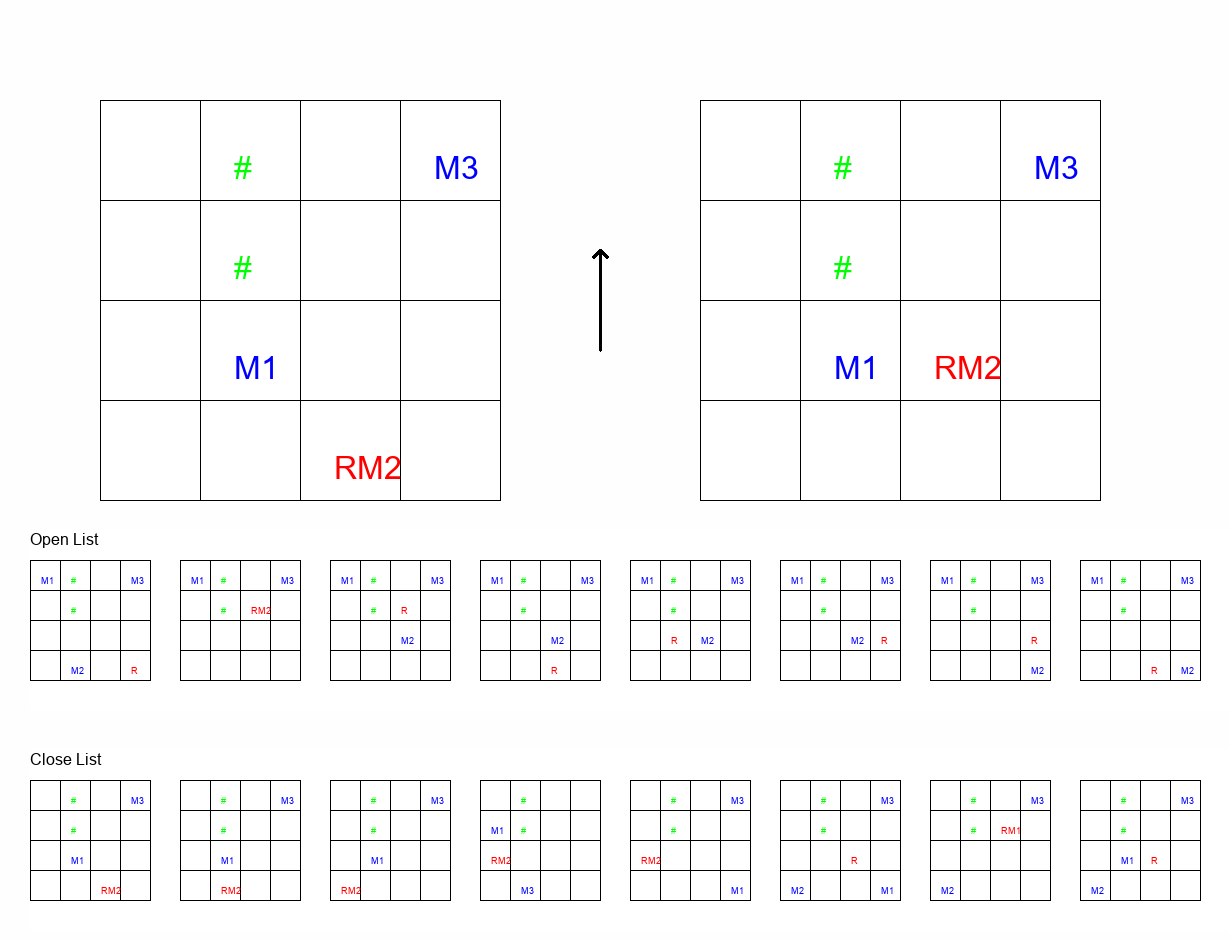 # M3 # M3
# #
M1 M1 RM2
RM2
Open List
M1 # M3 M1 # M3 M1 # M3 M1 # M3 M1 # M3 M1 # M3 M1 # M3 M1 # M3
# # RM2 # R # # # # #
M2 M2 R M2 M2 R R
M2 R R M2 R M2
Close List
# M3 # M3 # M3 # # M3 # M3 # M3 # M3
# # # M1 # # # # RM1 #
M1 M1 M1 RM2 RM2 R M1 R
RM2 RM2 RM2 M3 M1 M2 M1 M2 M2